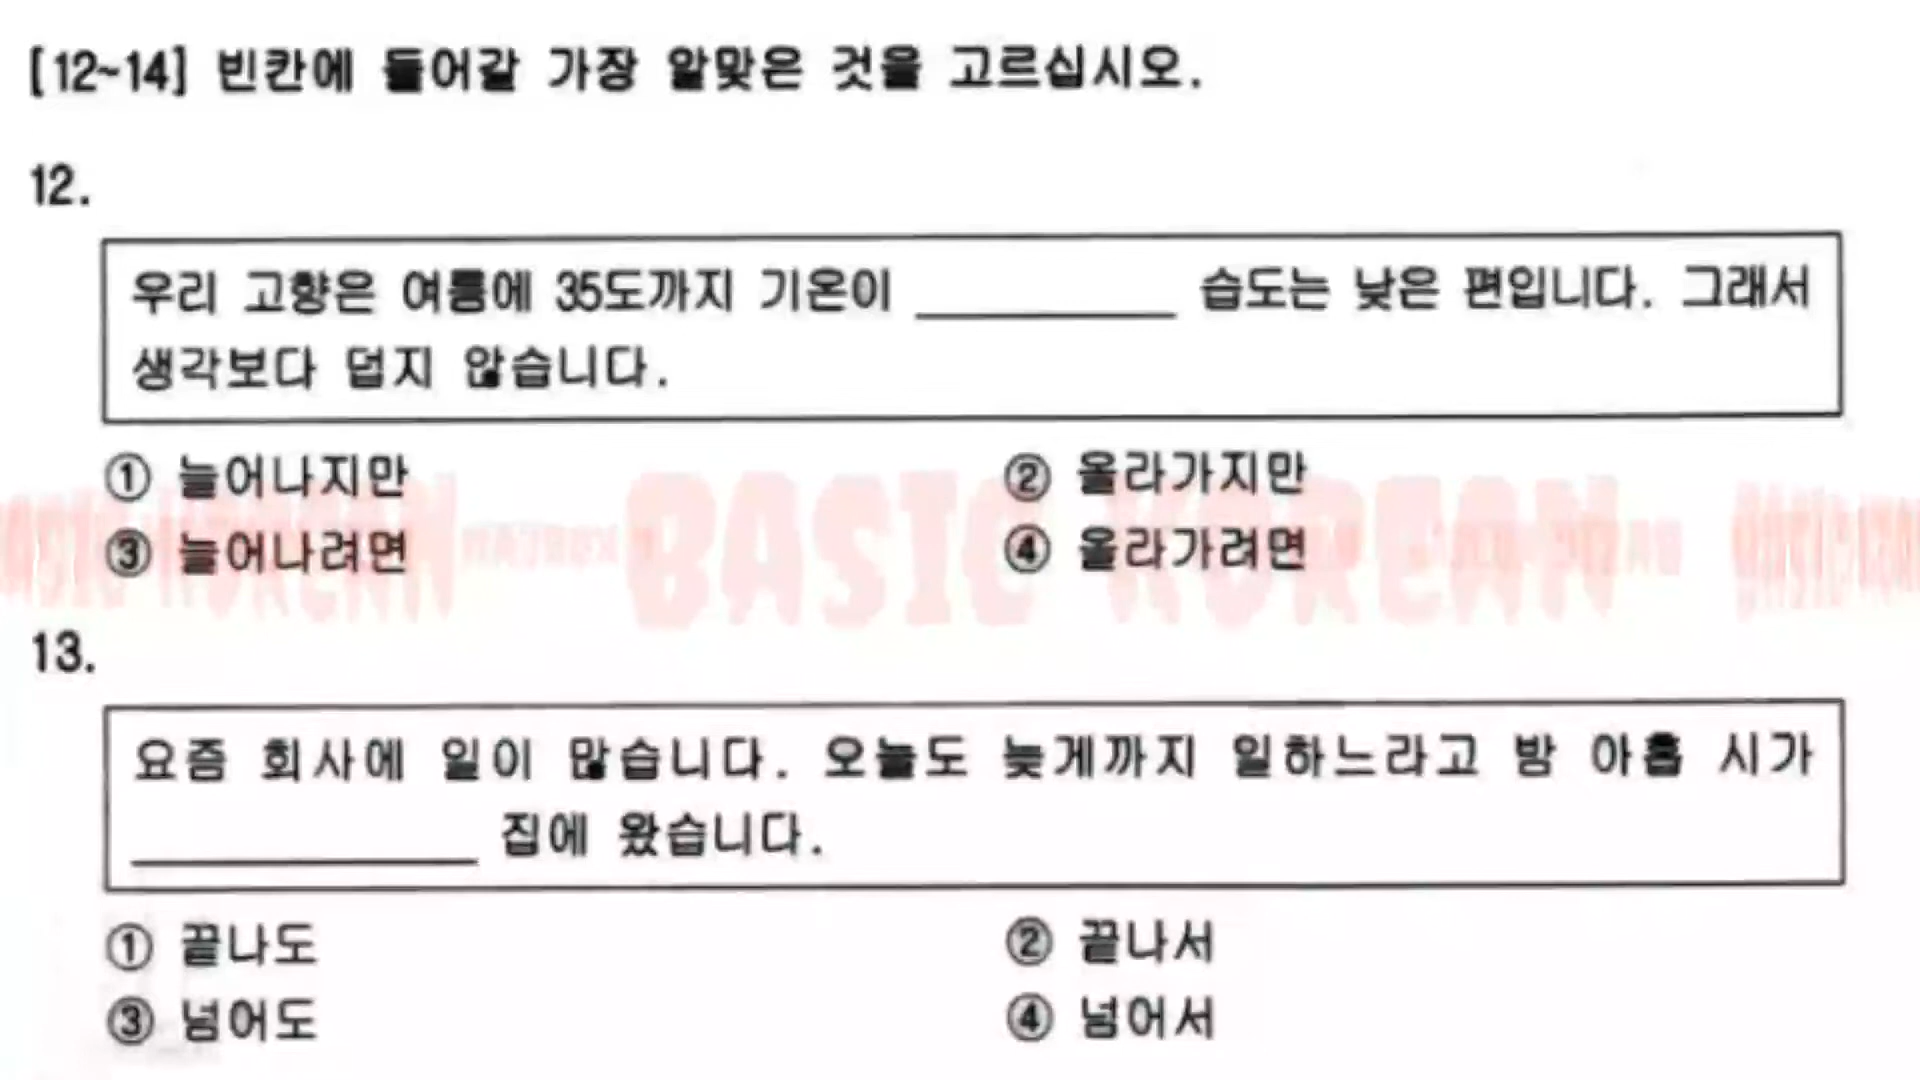 [12~14] 빈칸에 들어갈 가장 알맞은 것을 고르십시오.
12.
우리 고향은 여름에 35도까지 기온이 __________ 습도는 낮은 편입니다. 그래서
생각보다 덥지 않습니다.
① 늘어나지만 ② 올라가지만
③ 늘어나려면 ④ 올라가려면
BASIC KOREAN
13.
요즘 회사에 일이 많습니다. 오늘도 늦게까지 일하느라고 밤 아홉 시가
__________ 집에 왔습니다.
① 끝나도 ② 끝나서
③ 넘어도 ④ 넘어서